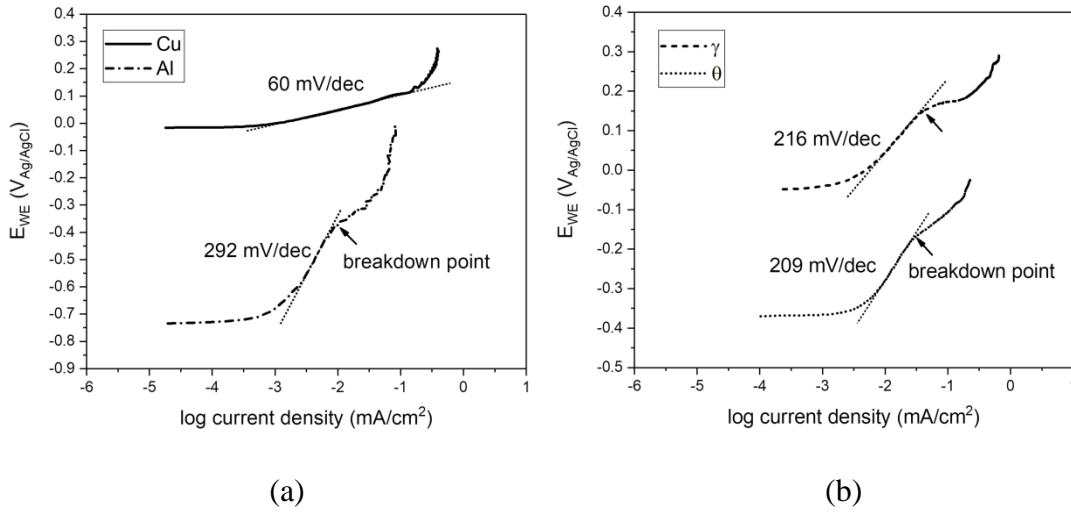 0.4
0.3
0.2
0.1
0.0
-0.1
-0.2
-0.3
-0.4
-0.5
-0.6
-0.7
-0.8
-0.9
E_WE (V_Ag/AgCl)
Cu
Al
60 mV/dec
292 mV/dec
breakdown point
-6 -5 -4 -3 -2 -1 0 1
log current density (mA/cm²)
(a)
0.4
0.3
0.2
0.1
0.0
-0.1
-0.2
-0.3
-0.4
-0.5
E_WE (V_Ag/AgCl)
γ
θ
216 mV/dec
209 mV/dec
breakdown point
-6 -5 -4 -3 -2 -1 0 1
log current density (mA/cm²)
(b)